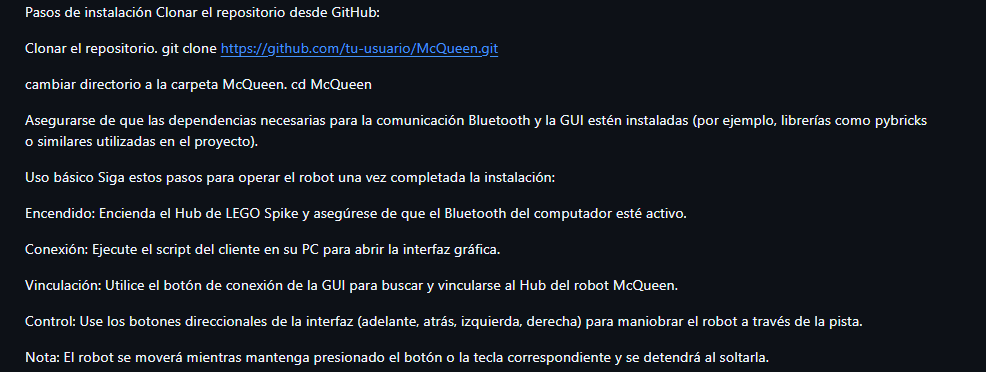 Pasos de instalación Clonar el repositorio desde GitHub:
Clonar el repositorio. git clone https://github.com/tu-usuario/McQueen.git
cambiar directorio a la carpeta McQueen. cd McQueen
Asegurarse de que las dependencias necesarias para la comunicación Bluetooth y la GUI estén instaladas (por ejemplo, librerías como pybricks
o similares utilizadas en el proyecto).
Uso básico Siga estos pasos para operar el robot una vez completada la instalación:
Encendido: Encienda el Hub de LEGO Spike y asegúrese de que el Bluetooth del computador esté activo.
Conexión: Ejecute el script del cliente en su PC para abrir la interfaz gráfica.
Vinculación: Utilice el botón de conexión de la GUI para buscar y vincularse al Hub del robot McQueen.
Control: Use los botones direccionales de la interfaz (adelante, atrás, izquierda, derecha) para maniobrar el robot a través de la pista.
Nota: El robot se moverá mientras mantenga presionado el botón o la tecla correspondiente y se detendrá al soltarla.